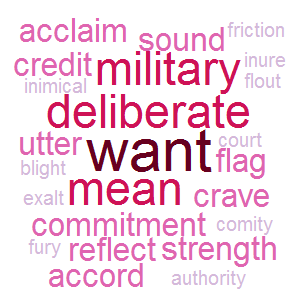 acclaim friction
sound
credit military inure
inimical flout
deliberate
utter want court
blight flag
exalt mean crave
commitment comity
fury reflect strength
accord authority